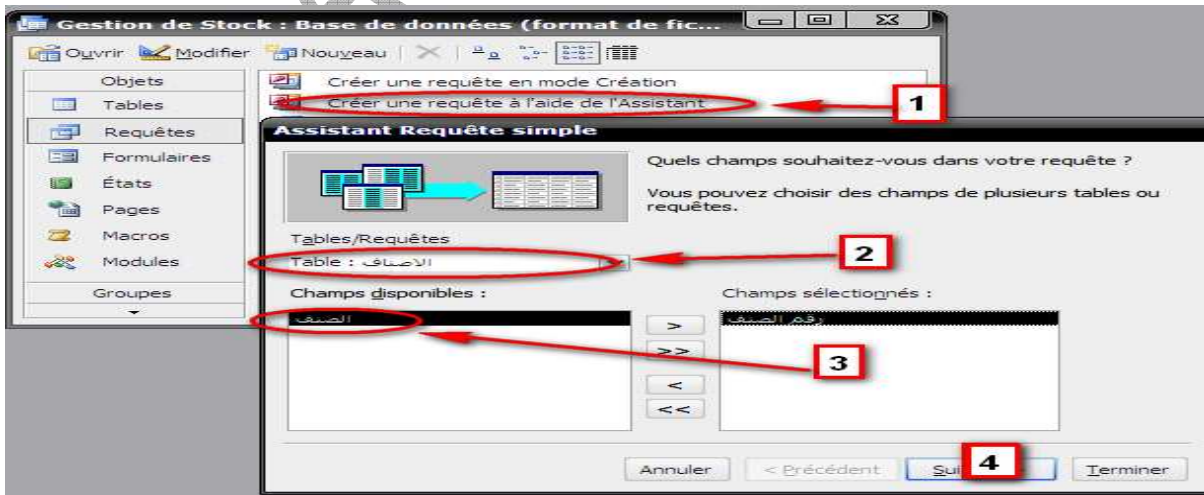 Gestion de Stock : Base de données (format de fic...
Ouvrir Modifier Nouveau
Objets
Tables
Requêtes
Formulaires
États
Pages
Macros
Modules
Groupes
Créer une requête en mode Création
Créer une requête à l'aide de l'Assistant
1
Assistant Requête simple
Quels champs souhaitez-vous dans votre requête ?
Vous pouvez choisir des champs de plusieurs tables ou
requêtes.
Tables/Requêtes
Table : الاصناف
2
Champs disponibles :
Champs sélectionnés :
الصنف
رقم الصنف
>
>>
<
<<
3
4
Annuler < Précédent Terminer